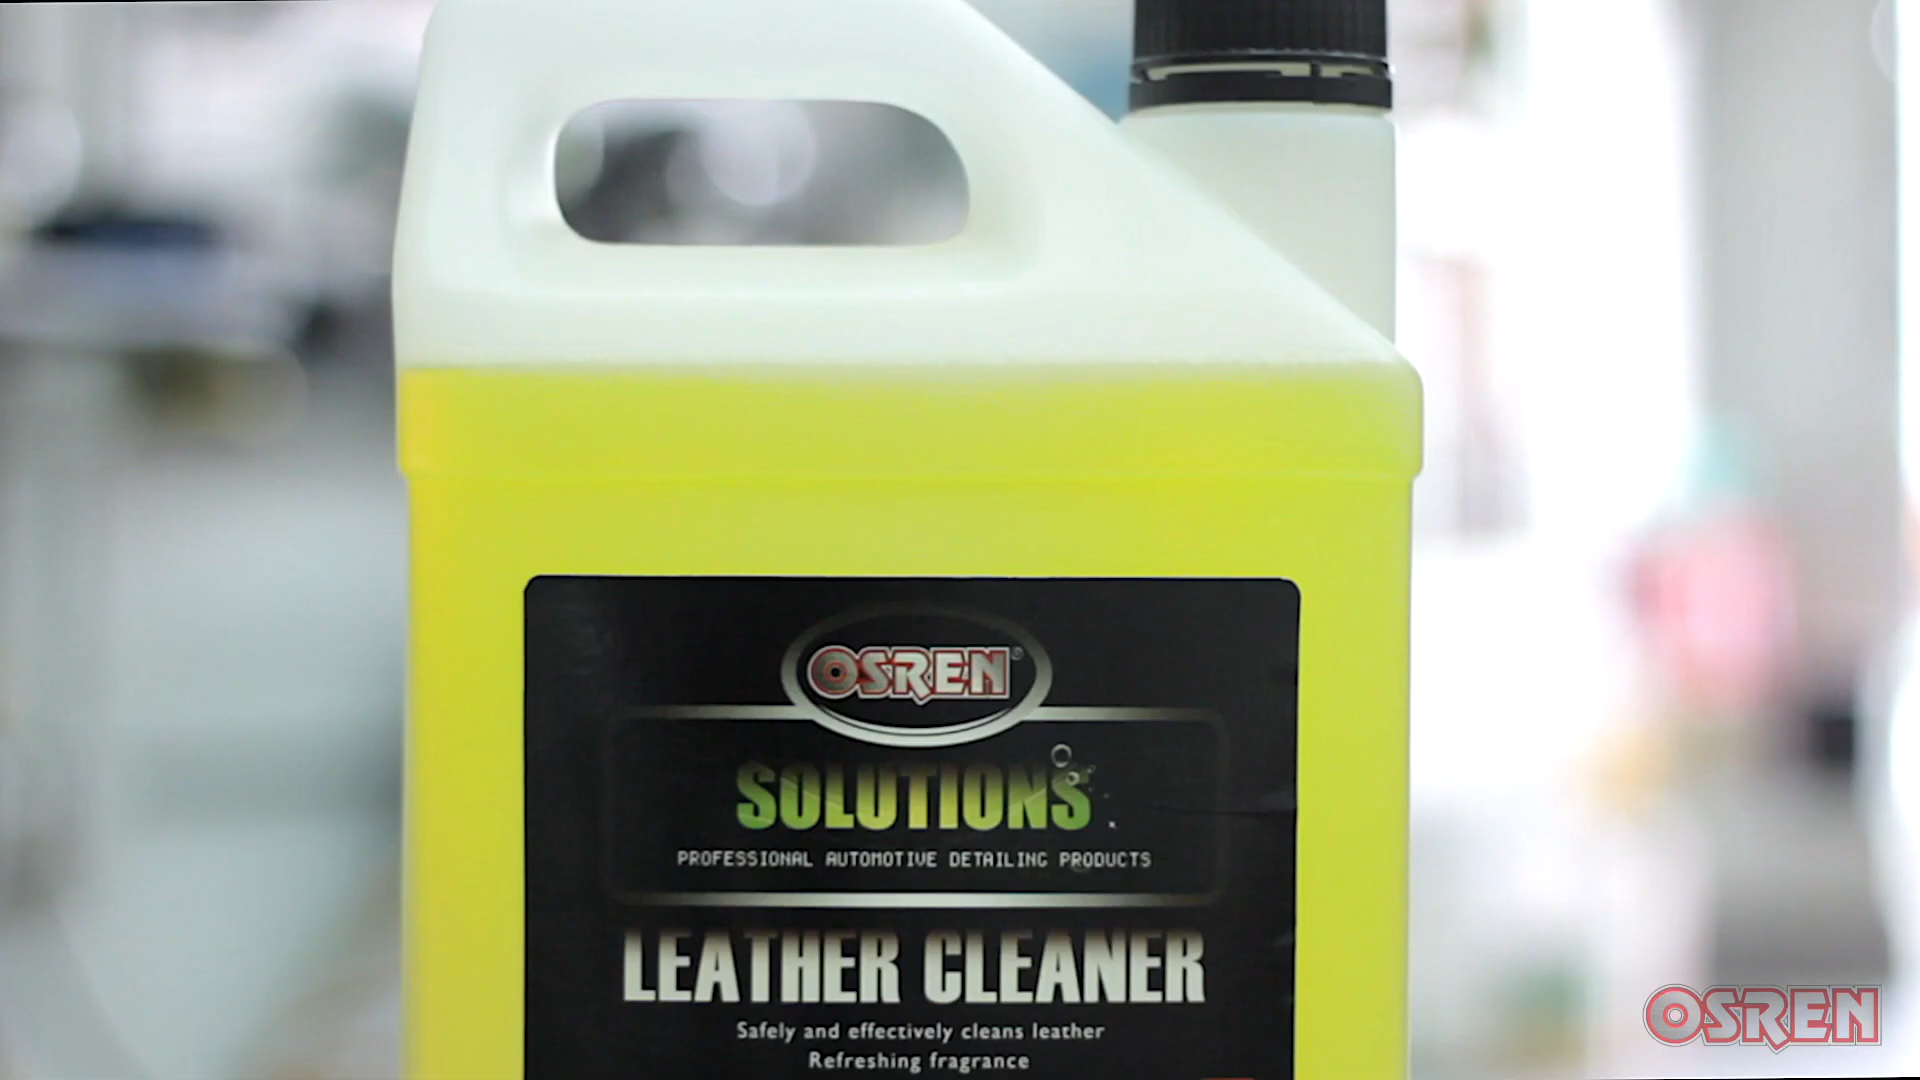 OSREN®
SOLUTIONS
PROFESSIONAL AUTOMOTIVE DETAILING PRODUCTS
LEATHER CLEANER
Safely and effectively cleans leather
Refreshing fragrance
OSREN